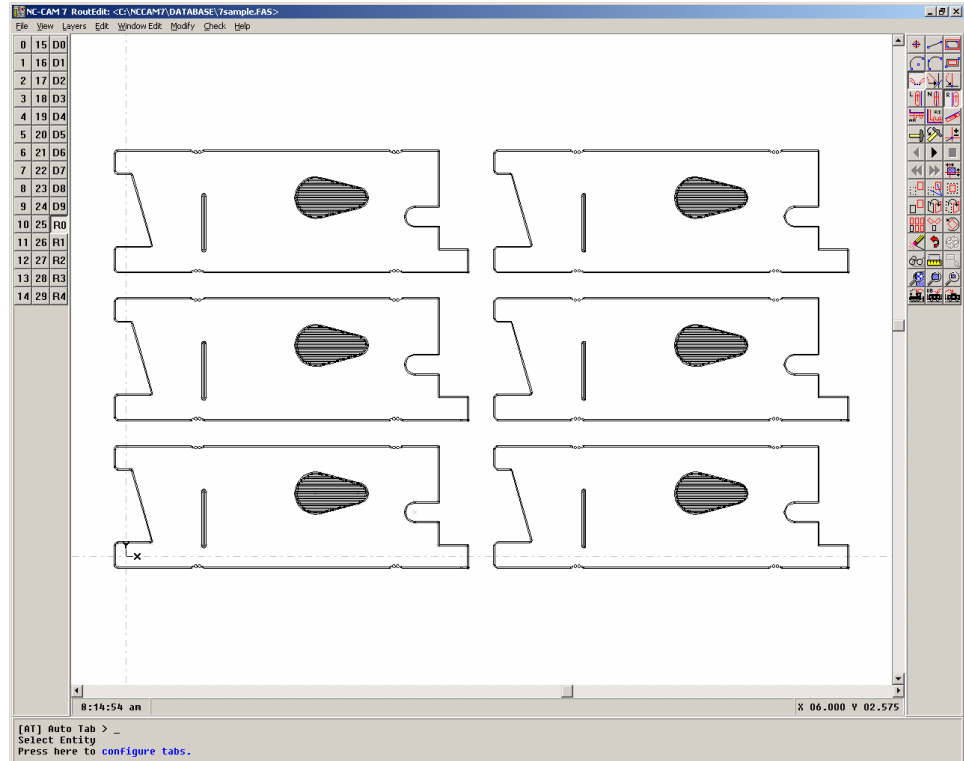 NC-CAM 7 RoutEdit: <C:\NCCAM7\DATABASE\7sample.FAS>
File View Layers Edit Window Edit Modify Check Help
0 15 D0
1 16 D1
2 17 D2
3 18 D3
4 19 D4
5 20 D5
6 21 D6
7 22 D7
8 23 D8
9 24 D9
10 25 R0
11 26 R1
12 27 R2
13 28 R3
14 29 R4
L N R
AR RI
16
Y
X
8:14:54 am X 06.000 Y 02.575
[AT] Auto Tab > _
Select Entity
Press here to configure tabs.